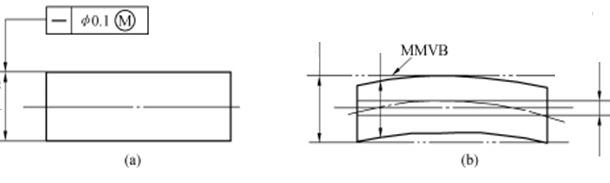 — ϕ0.1 Ⓜ
MMVB
(a)
(b)